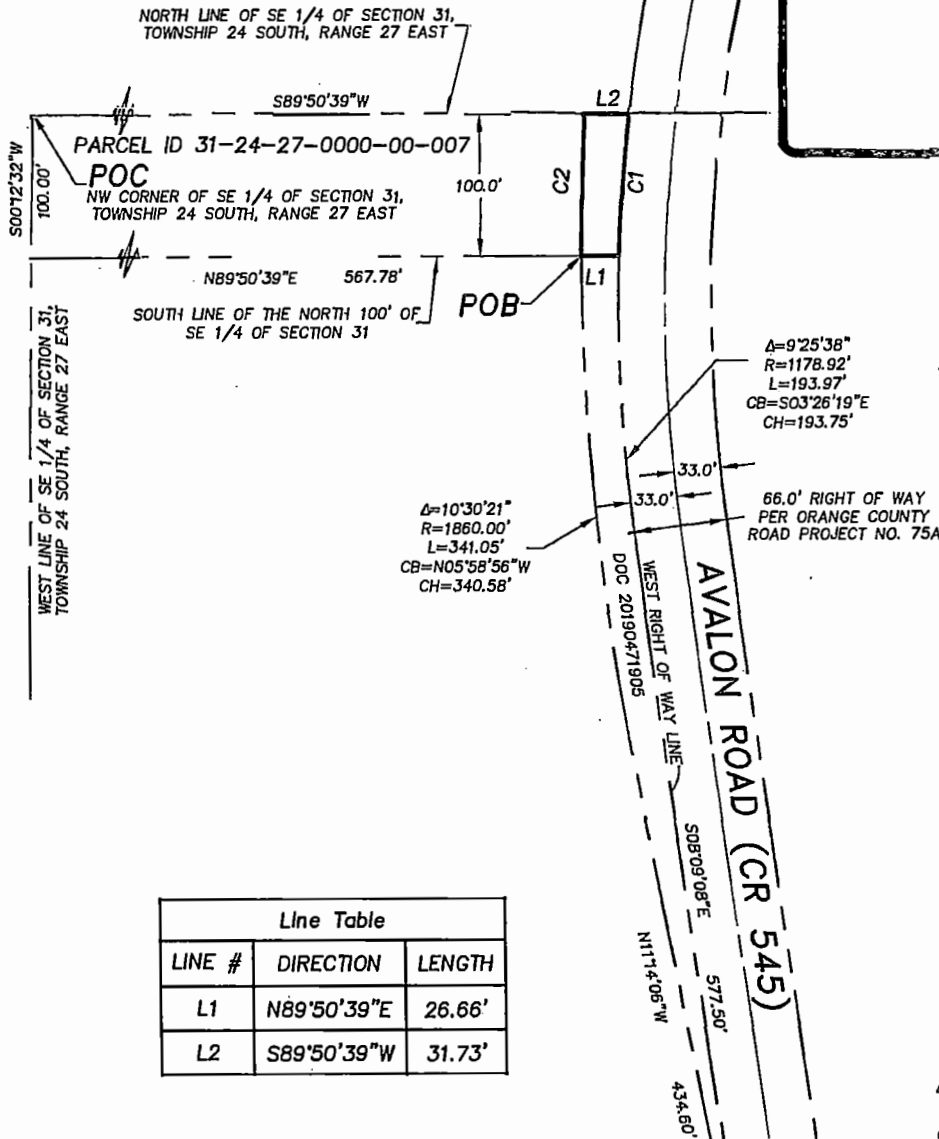 NORTH LINE OF SE 1/4 OF SECTION 31,
TOWNSHIP 24 SOUTH, RANGE 27 EAST
S89°50'39"W
L2
PARCEL ID 31-24-27-0000-00-007
POC
NW CORNER OF SE 1/4 OF SECTION 31,
TOWNSHIP 24 SOUTH, RANGE 27 EAST
S00°12'32"W
100.00'
100.0'
C2
C1
N89°50'39"E 567.78'
L1
POB
SOUTH LINE OF THE NORTH 100' OF
SE 1/4 OF SECTION 31
WEST LINE OF SE 1/4 OF SECTION 31,
TOWNSHIP 24 SOUTH, RANGE 27 EAST
Δ=9°25'38"
R=1178.92'
L=193.97'
CB=S03°26'19"E
CH=193.75'
33.0'
33.0'
66.0' RIGHT OF WAY
PER ORANGE COUNTY
ROAD PROJECT NO. 75A
Δ=10°30'21"
R=1860.00'
L=341.05'
CB=N05°58'56"W
CH=340.58'
DOC 20190471905
WEST RIGHT OF WAY LINE
AVALON ROAD (CR 545)
S08°09'08"E 577.50'
N11°14'06"W 434.60'
Line Table
LINE # DIRECTION LENGTH
L1 N89°50'39"E 26.66'
L2 S89°50'39"W 31.73'